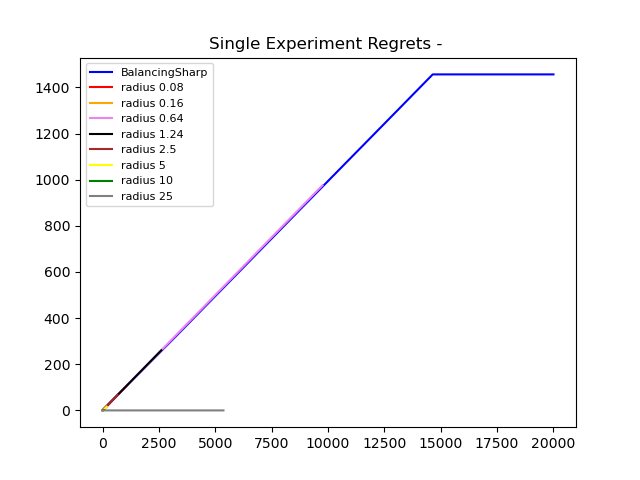 Single Experiment Regrets -
BalancingSharp
radius 0.08
radius 0.16
radius 0.64
radius 1.24
radius 2.5
radius 5
radius 10
radius 25
1400
1200
1000
800
600
400
200
0
0 2500 5000 7500 10000 12500 15000 17500 20000